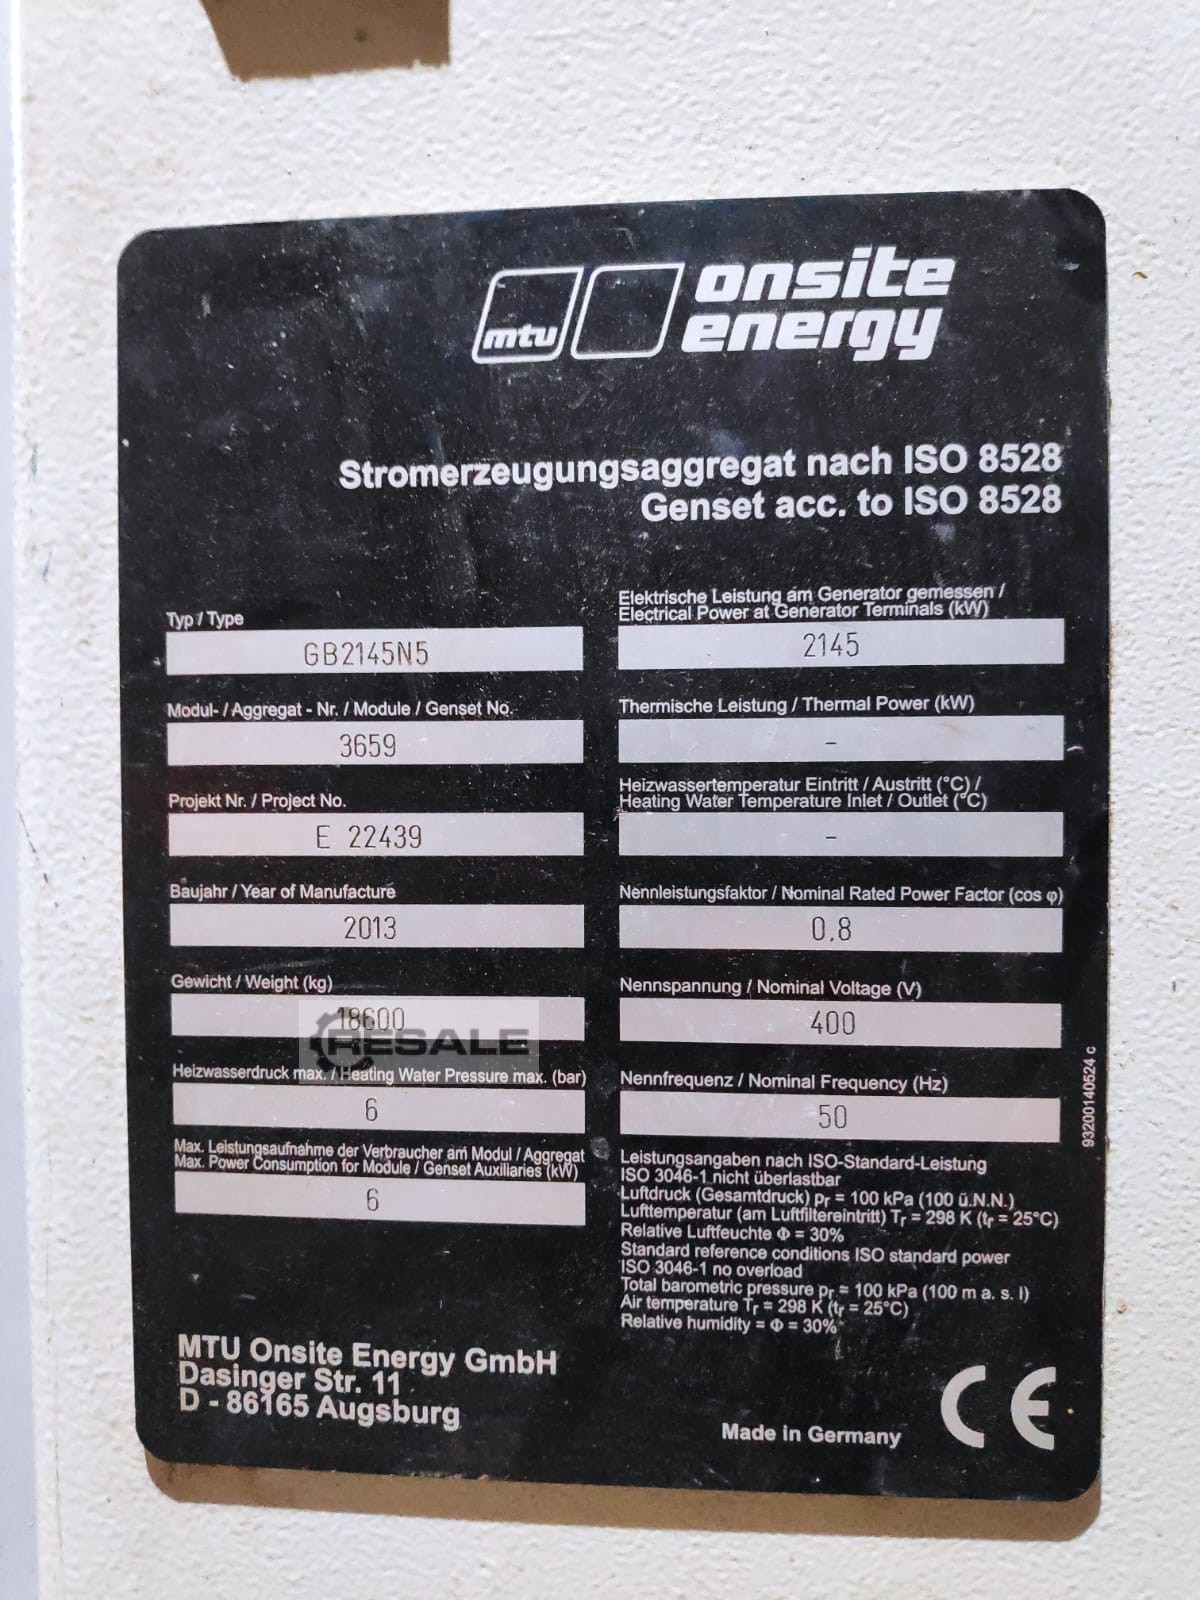 mtu
onsite
energy
Stromerzeugungsaggregat nach ISO 8528
Genset acc. to ISO 8528
Typ / Type
GB2145N5
Modul- / Aggregat - Nr. / Module / Genset No.
3659
Projekt Nr. / Project No.
E 22439
Baujahr / Year of Manufacture
2013
Gewicht / Weight (kg)
18600
RESALE
Heizwasserdruck max. / Heating Water Pressure max. (bar)
6
Max. Leistungsaufnahme der Verbraucher am Modul / Aggregat
Max. Power Consumption for Module / Genset Auxiliaries (kW)
6
Elektrische Leistung am Generator gemessen /
Electrical Power at Generator Terminals (kW)
2145
Thermische Leistung / Thermal Power (kW)
-
Heizwassertemperatur Eintritt / Austritt (°C) /
Heating Water Temperature Inlet / Outlet (°C)
-
Nennleistungsfaktor / Nominal Rated Power Factor (cos φ)
0,8
Nennspannung / Nominal Voltage (V)
400
Nennfrequenz / Nominal Frequency (Hz)
50
Leistungsangaben nach ISO-Standard-Leistung
ISO 3046-1 nicht überlastbar
Luftdruck (Gesamtdruck) pr = 100 kPa (100 ü.N.N.)
Lufttemperatur (am Luftfiltereintritt) Tr = 298 K (tr = 25°C)
Relative Luftfeuchte Φ = 30%
Standard reference conditions ISO standard power
ISO 3046-1 no overload
Total barometric pressure pr = 100 kPa (100 m a. s. l)
Air temperature Tr = 298 K (tr = 25°C)
Relative humidity = Φ = 30%
93200140524 c
MTU Onsite Energy GmbH
Dasinger Str. 11
D - 86165 Augsburg
Made in Germany
CE